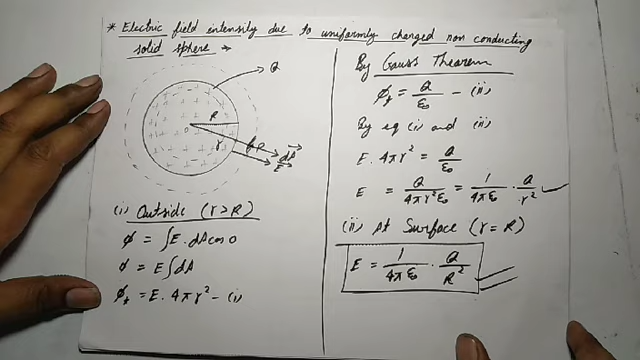 * Electric field intensity due to uniformly charged non conducting
solid sphere →
Q
R
o
r
P
dA
E
(i) Outside (r > R)
φ = ∫E . dA cos 0
φ = E ∫ dA
φ = E . 4πr² – (i)
By Gauss Theorem
φ = Q/ε₀ – (ii)
By eq (i) and (ii)
E . 4πr² = Q/ε₀
E = Q/4πr²ε₀ = 1/4πε₀ . Q/r²
(ii) At Surface (r = R)
E = 1/4πε₀ . Q/R²